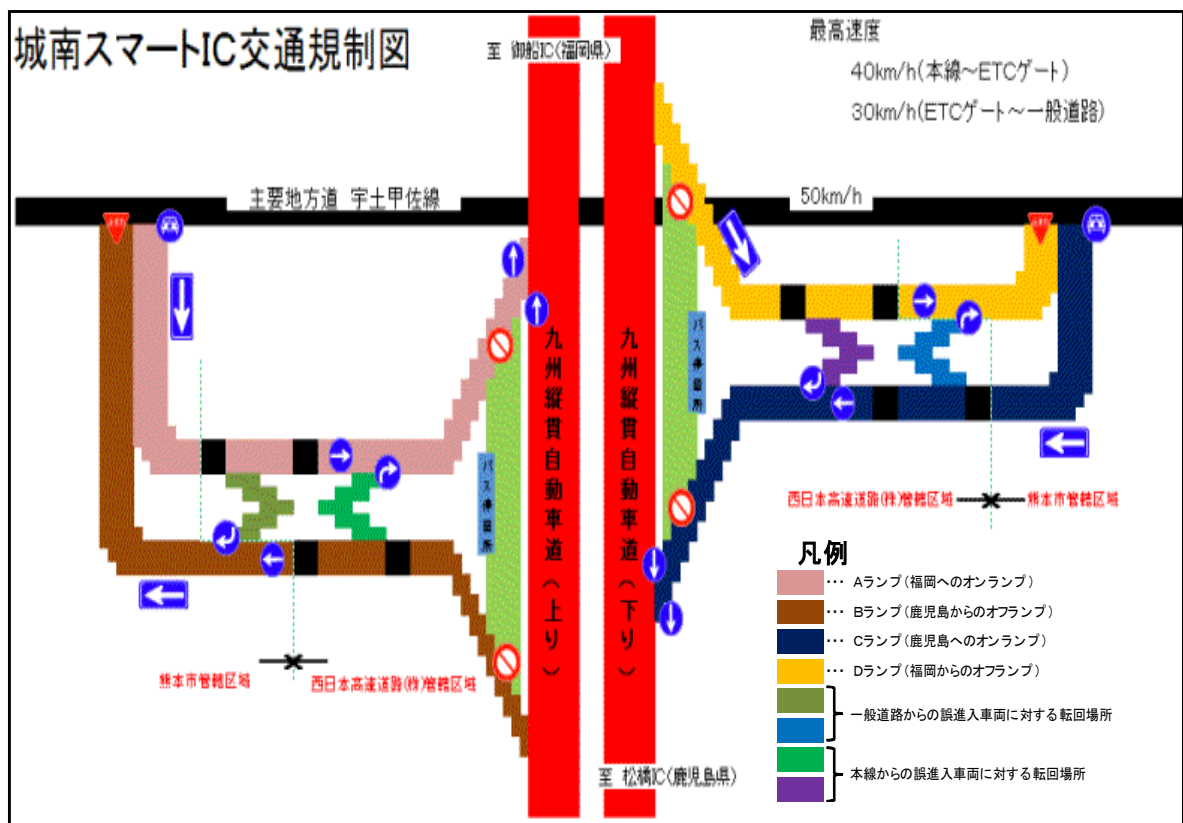 城南スマートIC交通規制図
至 御船IC(福岡県)
最高速度
40km/h(本線～ETCゲート)
30km/h(ETCゲート～一般道路)
主要地方道 宇土甲佐線
50km/h
九州縦貫自動車道(上り)
九州縦貫自動車道(下り)
バス停留所
バス停留所
西日本高速道路(株)管轄区域
熊本市管轄区域
熊本市管轄区域
西日本高速道路(株)管轄区域
凡例
… Aランプ(福岡へのオンランプ)
… Bランプ(鹿児島からのオフランプ)
… Cランプ(鹿児島へのオンランプ)
… Dランプ(福岡からのオフランプ)
一般道路からの誤進入車両に対する転回場所
本線からの誤進入車両に対する転回場所
至 松橋IC(鹿児島県)